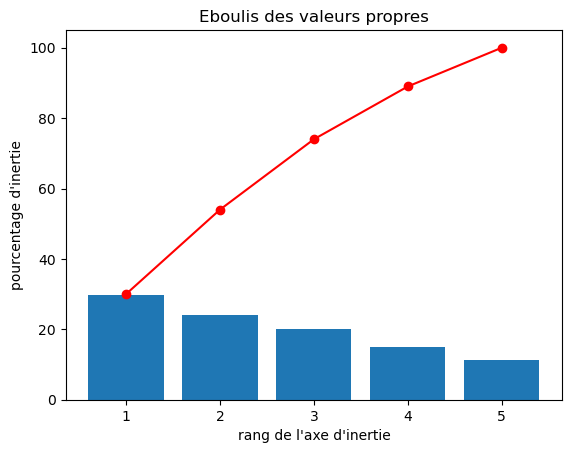 Eboulis des valeurs propres
pourcentage d'inertie
100
80
60
40
20
0
1 2 3 4 5
rang de l'axe d'inertie